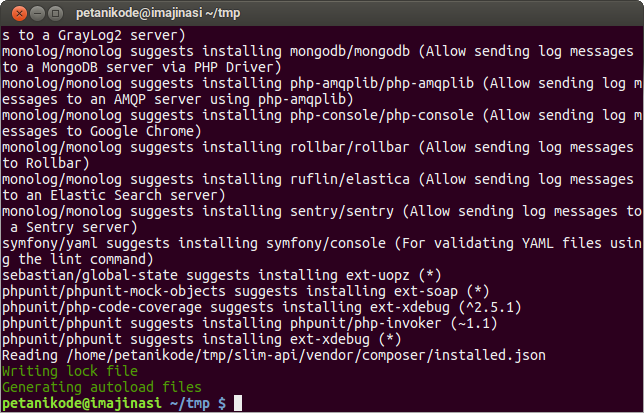 petanikode@imajinasi ~/tmp
s to a GrayLog2 server)
monolog/monolog suggests installing mongodb/mongodb (Allow sending log messages
to a MongoDB server via PHP Driver)
monolog/monolog suggests installing php-amqplib/php-amqplib (Allow sending log m
essages to an AMQP server using php-amqplib)
monolog/monolog suggests installing php-console/php-console (Allow sending log m
essages to Google Chrome)
monolog/monolog suggests installing rollbar/rollbar (Allow sending log messages
to Rollbar)
monolog/monolog suggests installing ruflin/elastica (Allow sending log messages
to an Elastic Search server)
monolog/monolog suggests installing sentry/sentry (Allow sending log messages to
 a Sentry server)
symfony/yaml suggests installing symfony/console (For validating YAML files usin
g the lint command)
sebastian/global-state suggests installing ext-uopz (*)
phpunit/phpunit-mock-objects suggests installing ext-soap (*)
phpunit/php-code-coverage suggests installing ext-xdebug (^2.5.1)
phpunit/phpunit suggests installing phpunit/php-invoker (~1.1)
phpunit/phpunit suggests installing ext-xdebug (*)
Reading /home/petanikode/tmp/slim-api/vendor/composer/installed.json
Writing lock file
Generating autoload files
petanikode@imajinasi ~/tmp $